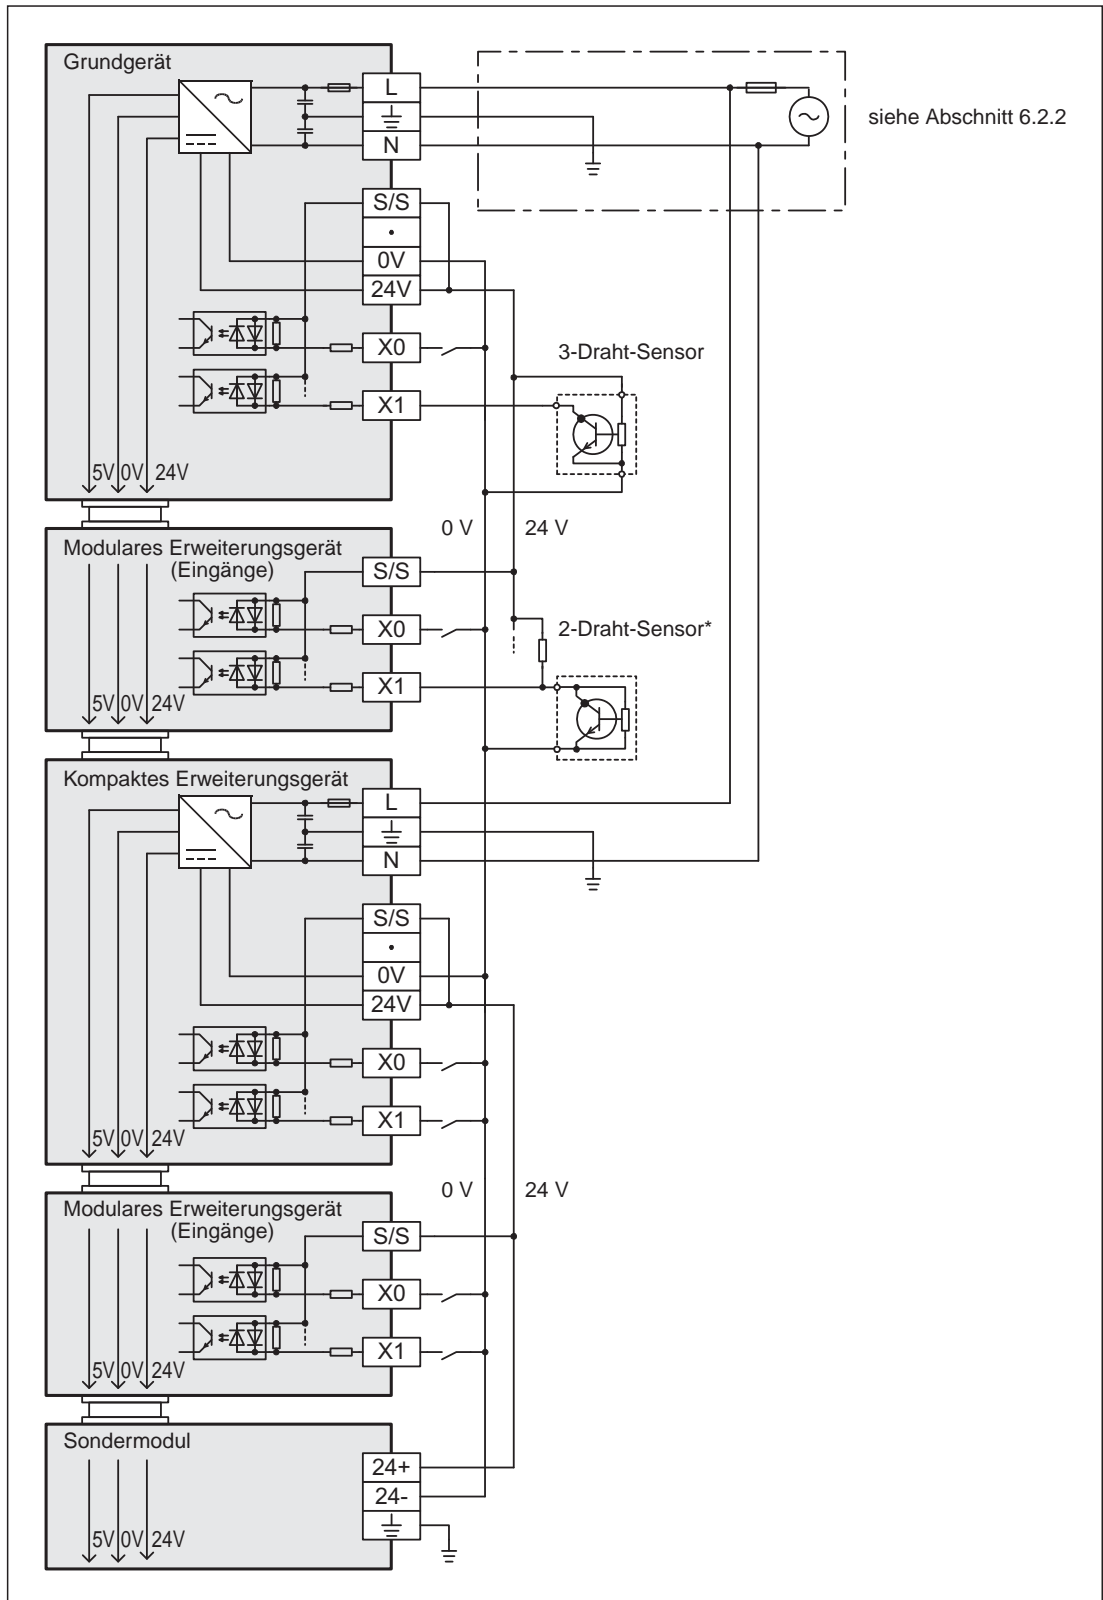 Grundgerät
L
N
siehe Abschnitt 6.2.2
S/S
0V
24V
X0
3-Draht-Sensor
X1
5V 0V 24V
0 V 24 V
Modulares Erweiterungsgerät
(Eingänge)
S/S
X0
2-Draht-Sensor*
X1
5V 0V 24V
Kompaktes Erweiterungsgerät
L
N
S/S
0V
24V
X0
X1
5V 0V 24V
0 V 24 V
Modulares Erweiterungsgerät
(Eingänge)
S/S
X0
X1
5V 0V 24V
Sondermodul
24+
24-
5V 0V 24V